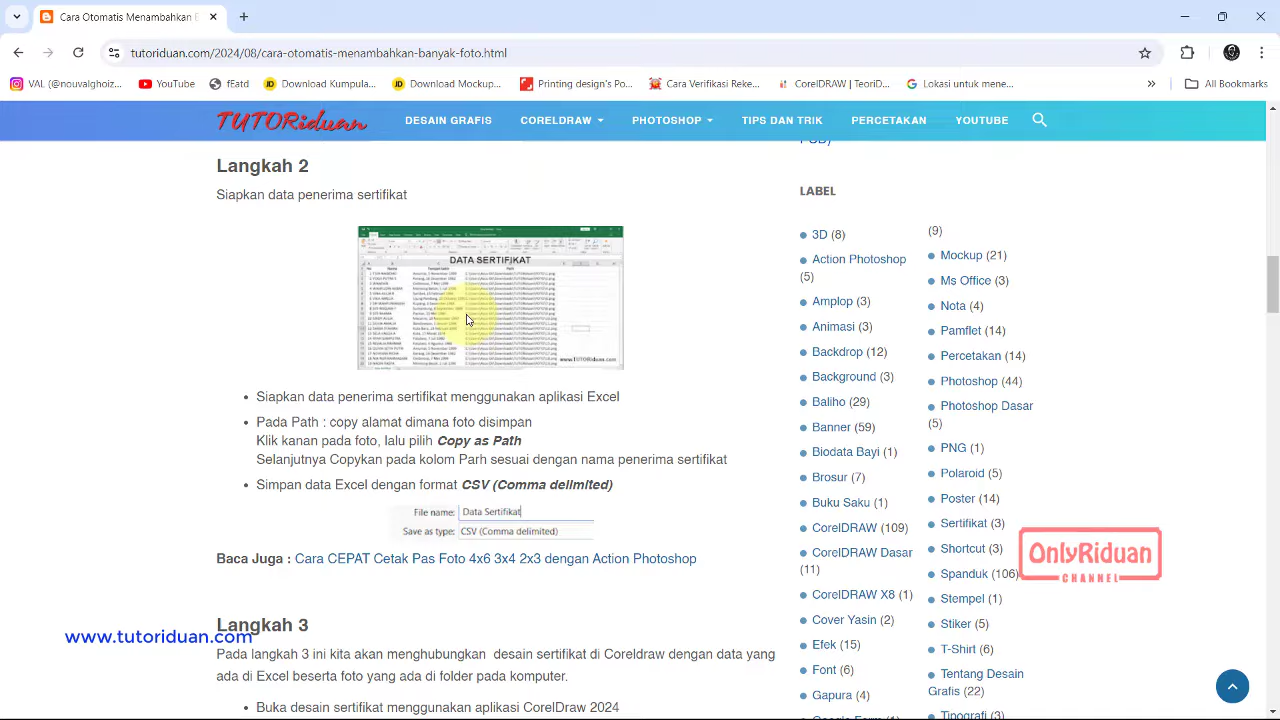 Cara Otomatis Menambahkan B
tutoriduan.com/2024/08/cara-otomatis-menambahkan-banyak-foto.html
VAL (@nouvalghoiz...
YouTube
fEatd
Download Kumpula...
Download Mockup...
Printing design's Po...
Cara Verifikasi Reke...
CorelDRAW | TeoriD...
Lokasi untuk mene...
All Bookmarks
TUTORiduan
DESAIN GRAFIS
CORELDRAW
PHOTOSHOP
TIPS DAN TRIK
PERCETAKAN
YOUTUBE
Langkah 2
Siapkan data penerima sertifikat
DATA SERTIFIKAT
www.TUTORiduan.com
Siapkan data penerima sertifikat menggunakan aplikasi Excel
Pada Path : copy alamat dimana foto disimpan
Klik kanan pada foto, lalu pilih Copy as Path
Selanjutnya Copykan pada kolom Parh sesuai dengan nama penerima sertifikat
Simpan data Excel dengan format CSV (Comma delimited)
File name: Data Sertifikat
Save as type: CSV (Comma delimited)
Baca Juga : Cara CEPAT Cetak Pas Foto 4x6 3x4 2x3 dengan Action Photoshop
Langkah 3
www.tutoriduan.com
Pada langkah 3 ini kita akan menghubungkan desain sertifikat di Coreldraw dengan data yang
ada di Excel bearta foto yang ada di folder pada komputer.
Buka desain sertifikat menggunakan aplikasi CorelDraw 2024
LABEL
3D (9)
Action Photoshop
(5)
Background (3)
Baliho (29)
Banner (59)
Biodata Bayi (1)
Brosur (7)
Buku Saku (1)
CorelDRAW (109)
CorelDRAW Dasar
(11)
CorelDRAW X8 (1)
Cover Yasin (2)
Efek (15)
Font (6)
Gapura (4)
Google Form (1)
(9)
Mockup (21)
Ms Office (3)
Pamflet (14)
Percetakan (14)
Photoshop (44)
Photoshop Dasar
(5)
PNG (1)
Polaroid (5)
Poster (14)
Sertifikat (3)
Shortcut (3)
Spanduk (106)
Stempel (1)
Stiker (5)
T-Shirt (6)
Tentang Desain
Grafis (22)
Tipografi (3)
OnlyRiduan
CHANNEL